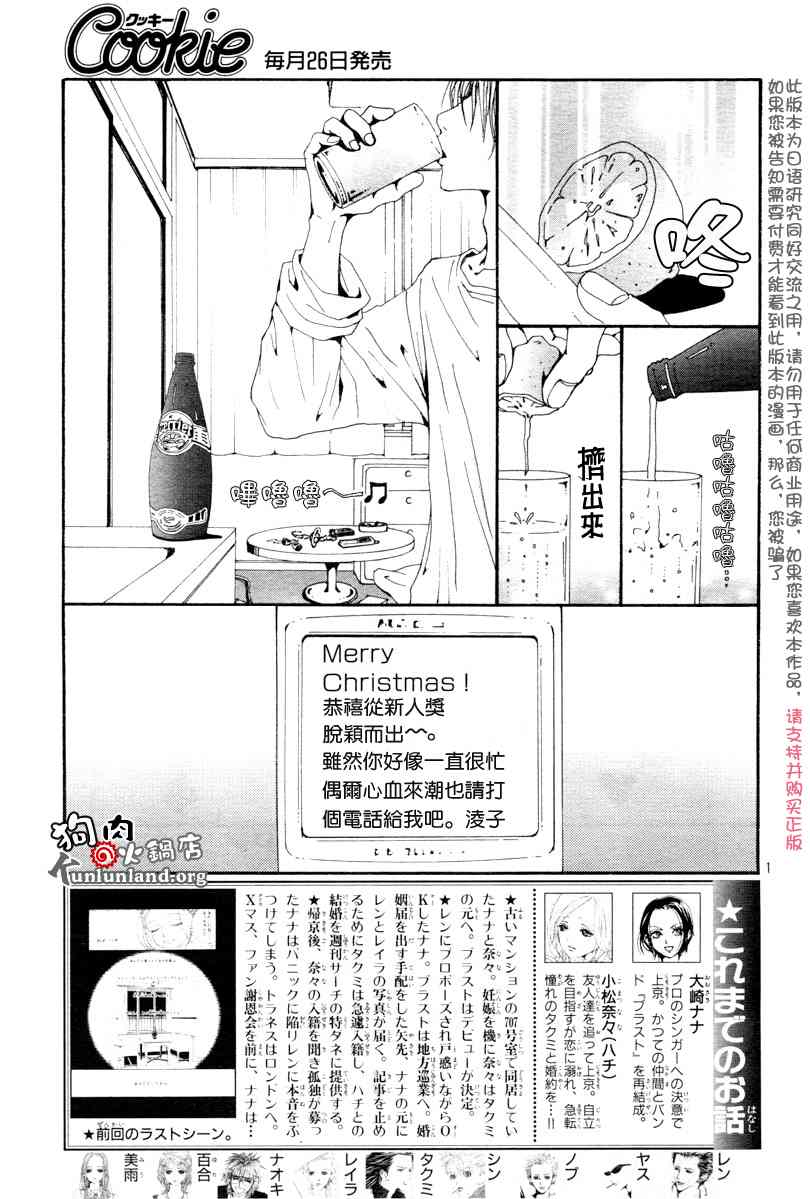 クッキー
Cookie
毎月26日発売
咚
擠出來
咕嚕咕嚕咕嚕…
嗶嚕嚕～♫
Perrier
Merry
Christmas！
恭禧從新人獎
脫穎而出~~。
雖然你好像一直很忙
偶爾心血來潮也請打
個電話給我吧。淩子
1
此版本为日语研究同好交流之用，请勿用于任何商业用途，如果您喜欢本作品，请支持并购买正版
如果您被告知需要付费才能看到此版本的漫画，那么，您被骗了
狗肉
火鍋店
Kunlunland.org
★これまでのお話
はなし
大崎ナナ
おおさき
プロのシンガーへの決意で
上京。かつての仲間とバン
ド「ブラスト」を再結成。
小松奈々(ハチ)
こまつなな
友人達を追って上京。自立
を目指すが恋に溺れ、急転
憧れのタクミと婚約を…!!
★古いマンションの707号室で同居してい
たナナと奈々。妊娠を機に奈々はタクミ
の元へ。ブラストはデビューが決定。
★レンにプロポーズされ戸惑いながらO
Kしたナナ。ブラストは地方巡業へ。婚
姻届を出す手配をした矢先、ナナの元に
レンとレイラの写真が届く。記事を止め
るためにタクミは急遽入籍し、ハチとの
結婚を週刊サーチの特ダネに提供する。
★帰京後、奈々の入籍を聞き孤独が募っ
たナナはパニックに陥りレンに本音をぶ
つけてしまう。トラネスはロンドンへ。
Xマス、ファン謝恩会を前に、ナナは…
★前回のラストシーン。
ぜんかい
レン
ヤス
ノブ
シン
タクミ
レイラ
ナオキ
百合
ゆり
美雨
みう